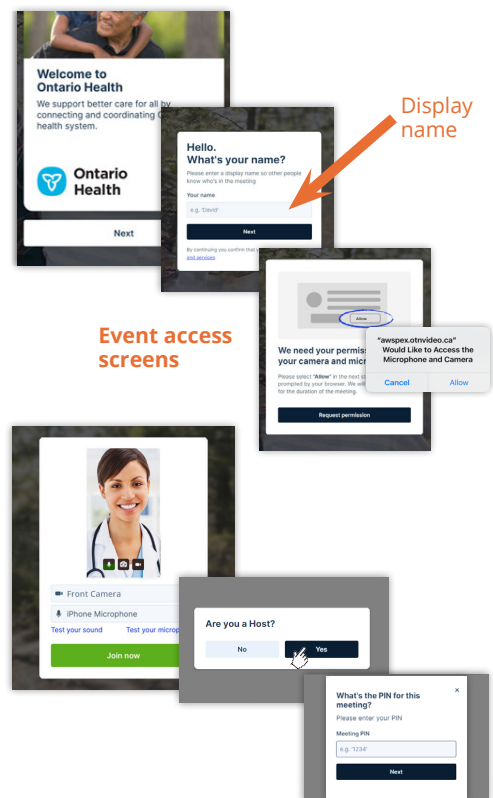 Welcome to
Ontario Health
We support better care for all by
connecting and coordinating
health system.
Ontario
Health
Next
Display
name
Hello.
What's your name?
Please enter a display name so other people
know who's in the meeting
Your name
e.g. 'David'
Next
By continuing you confirm that
and services
Event access
screens
Allow
We need your
your camera and
Please select "Allow" in the next
prompted by your browser. We will
for the duration of the meeting.
Request permission
"awspex.otnvideo.ca"
Would Like to Access the
Microphone and Camera
Cancel
Allow
Front Camera
iPhone Microphone
Test your sound
Test your
Join now
Are you a Host?
No
Yes
What's the PIN for this
meeting?
Please enter your PIN
Meeting PIN
e.g. '1234'
Next